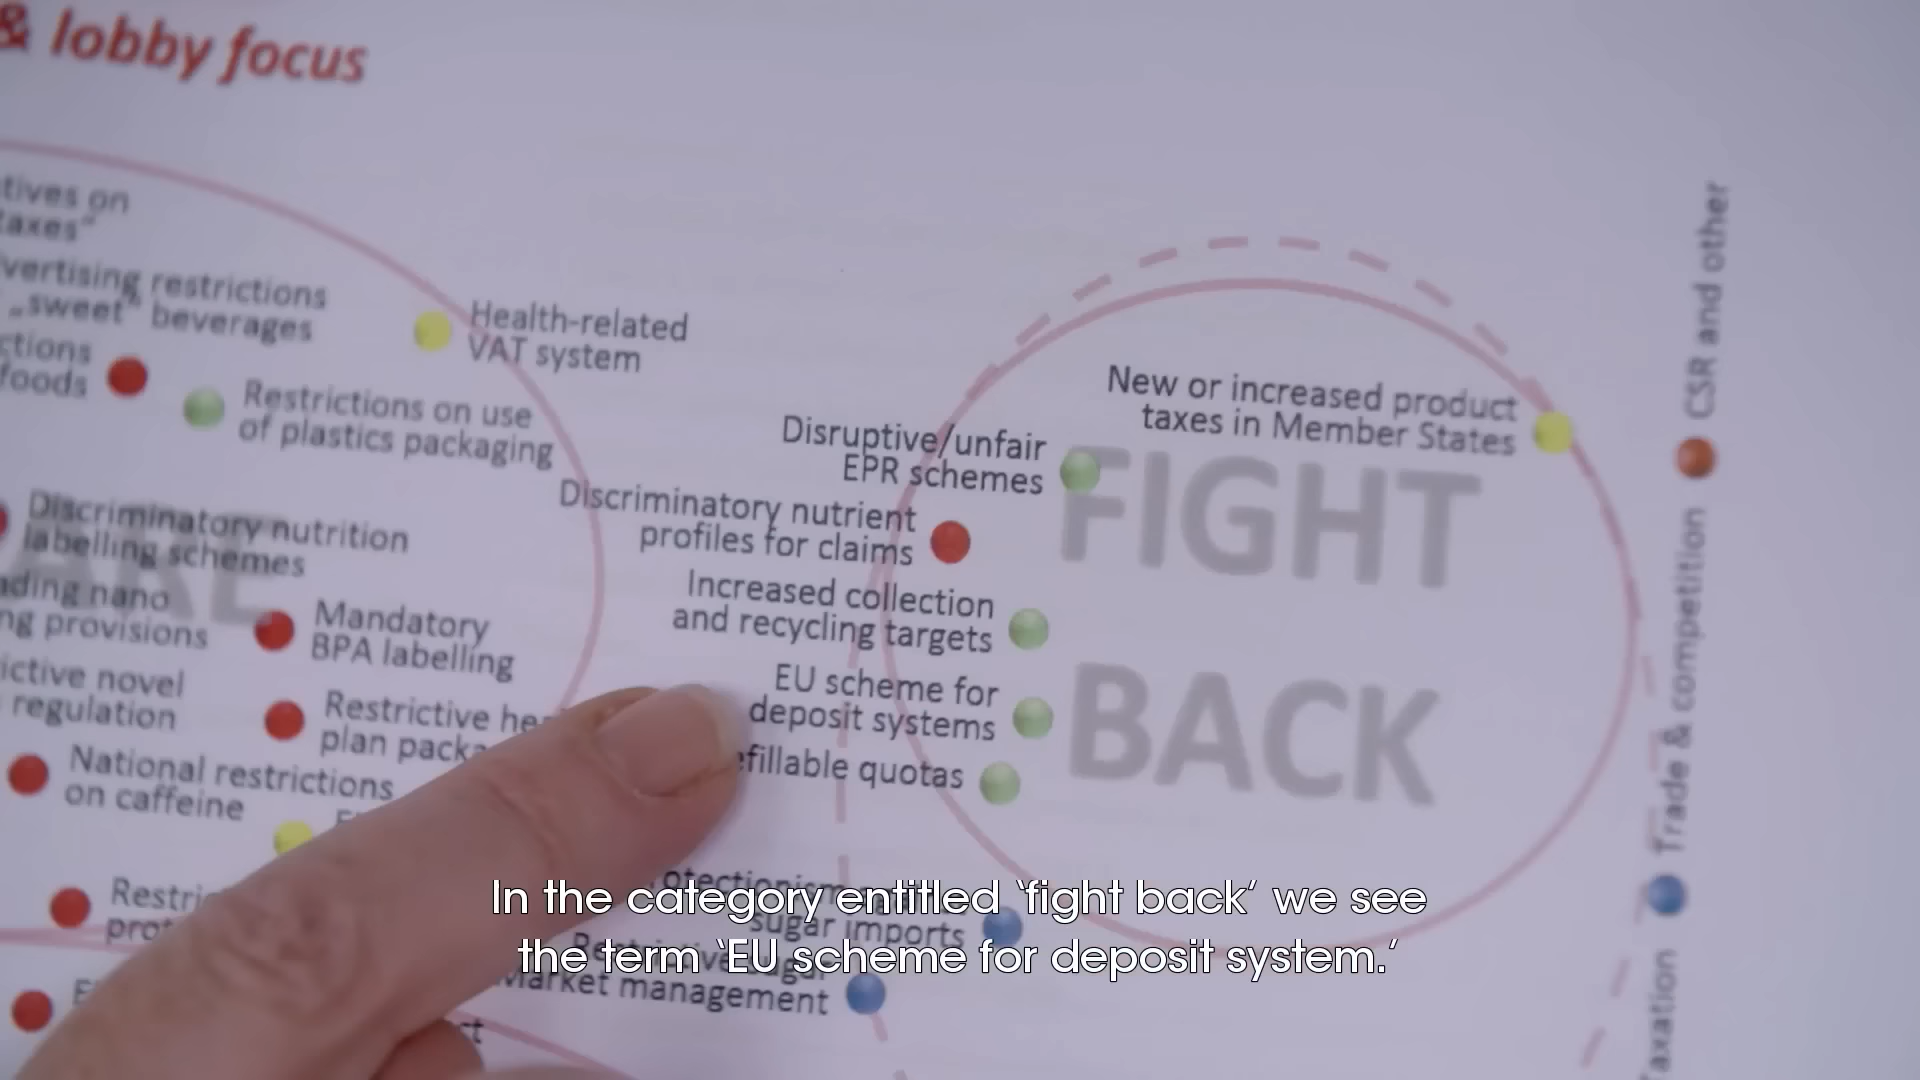 & lobby focus
tives on
taxes"
vertising restrictions
„sweet" beverages
ctions
foods
Health-related
VAT system
Restrictions on use
of plastics packaging
Discriminatory nutrition
labelling schemes
nano
ng provisions
Mandatory
BPA labelling
ictive novel
regulation
Restrictive
plan
National restrictions
on caffeine
New or increased product
taxes in Member States
Disruptive/unfair
EPR schemes
Discriminatory nutrient
profiles for claims
Increased collection
and recycling targets
EU scheme for
deposit systems
efillable quotas
FIGHT
BACK
sugar imports
Market management
CSR and other
Trade & competition
Taxation
In the category entitled ‘fight back’ we see
the term ‘EU scheme for deposit system.’